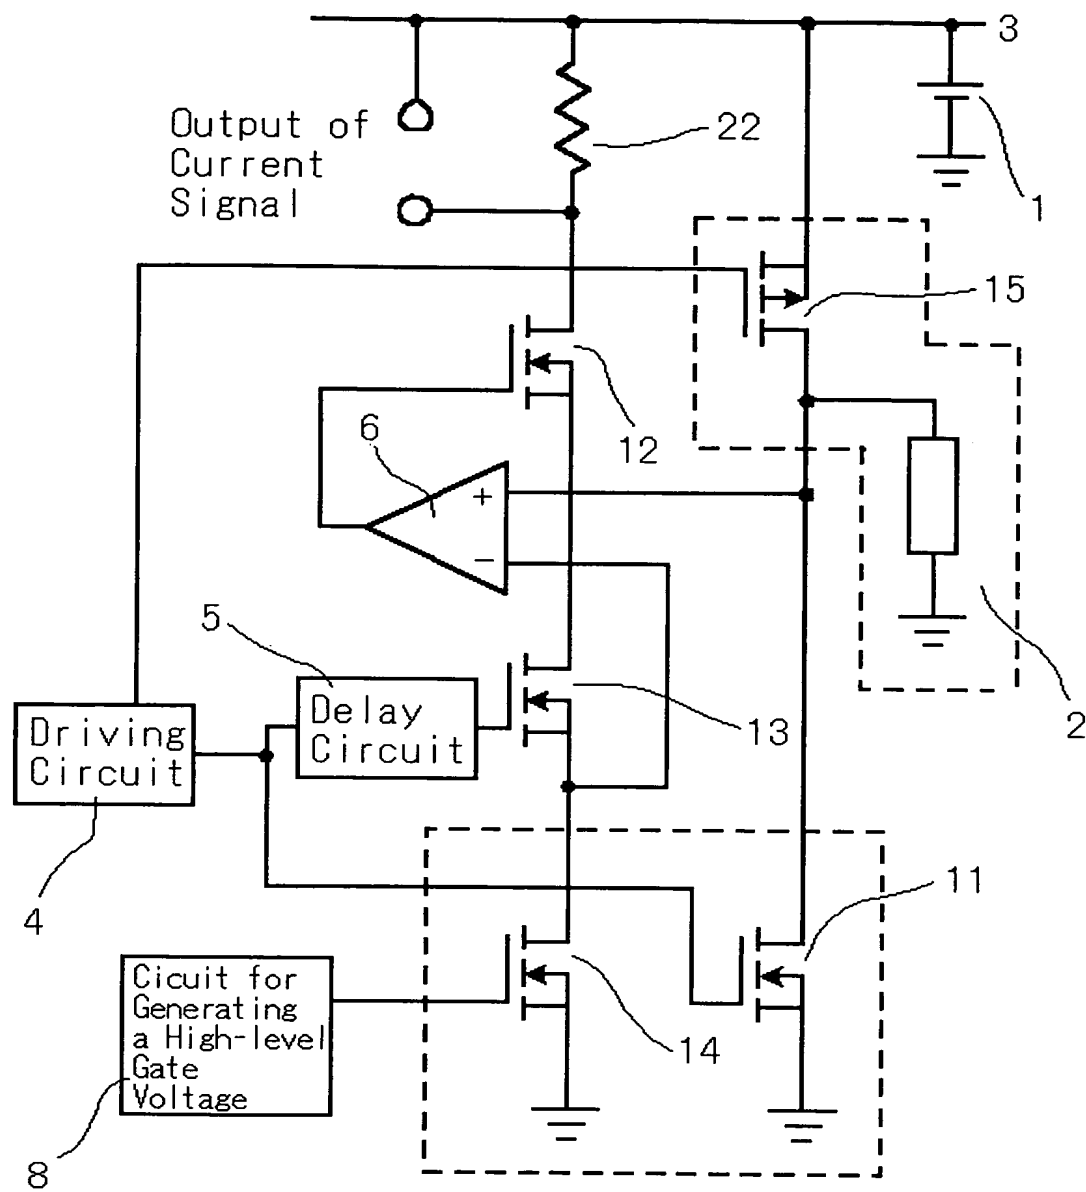 3
22
Output of
Current
Signal
1
15
12
6
+
−
5
Delay
Circuit
13
2
Driving
Circuit
4
11
Cicuit for
Generating
a High-level
Gate
Voltage
14
8